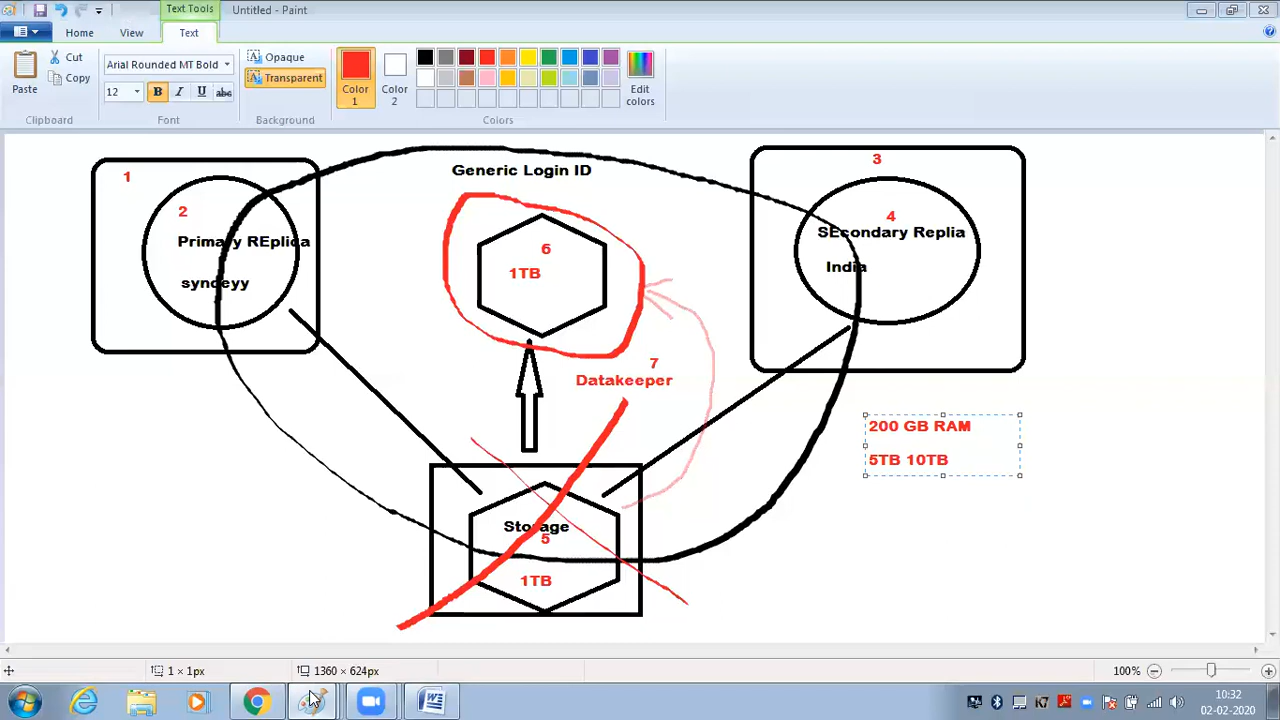 Text Tools
Untitled - Paint
Home
View
Text
Paste
Cut
Copy
Clipboard
Arial Rounded MT Bold
12
B
I
U
abc
Font
A
Opaque
A
Transparent
Background
Color
1
Color
2
Edit
colors
Colors
1
2
Primary REplica
syndeyy
Generic Login ID
6
1TB
3
4
SEcondary Replia
India
7
Datakeeper
200 GB RAM
5TB 10TB
Storage
5
1TB
1 × 1px
1360 × 624px
100%
10:32
02-02-2020